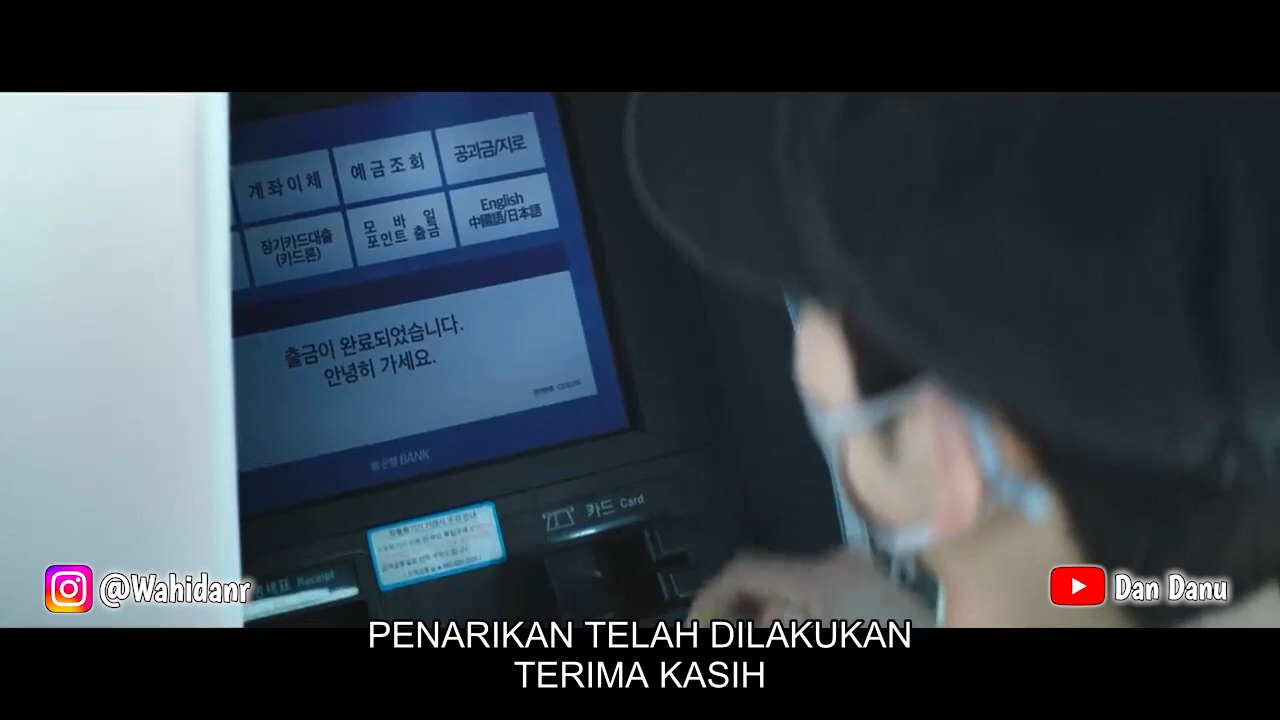 계좌이체
예금조회
공과금/지로
장기카드대출
(카드론)
모 바 일
포인트 출금
English
中國語/日本語
출금이 완료되었습니다.
안녕히 가세요.
BANK
카드 Card
Receipt
@Wahidanr
Dan Danu
PENARIKAN TELAH DILAKUKAN
TERIMA KASIH